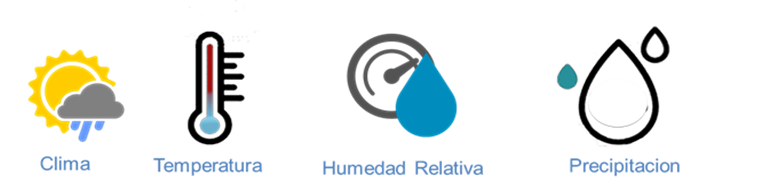 Clima
Temperatura
Humedad Relativa
Precipitacion